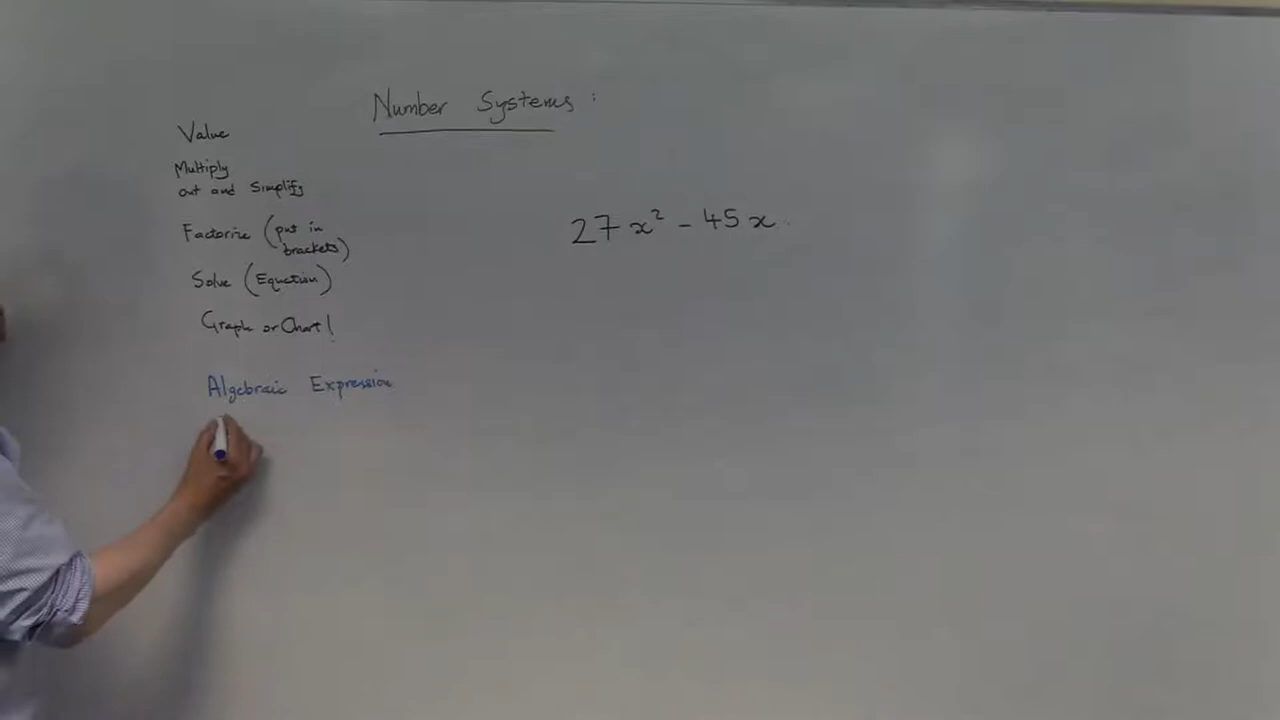 Number Systems:
Value
Multiply
out and Simplify
Factorize (put in
brackets)
Solve (Equation)
Graph or Chart!
27x² - 45x
Algebraic Expression